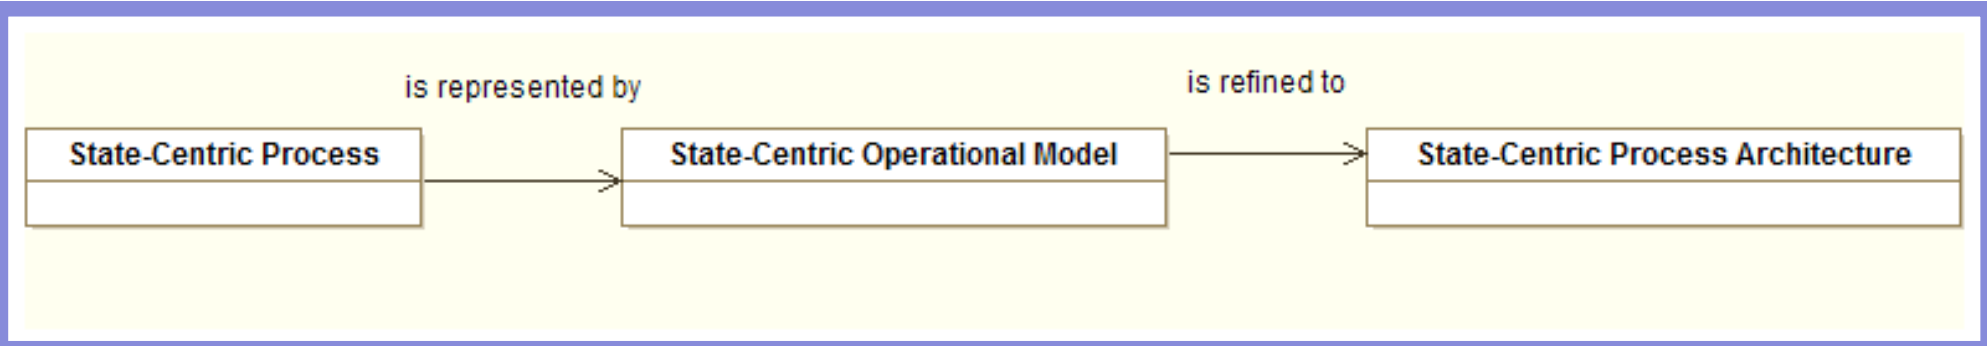 is represented by
is refined to
State-Centric Process
State-Centric Operational Model
State-Centric Process Architecture